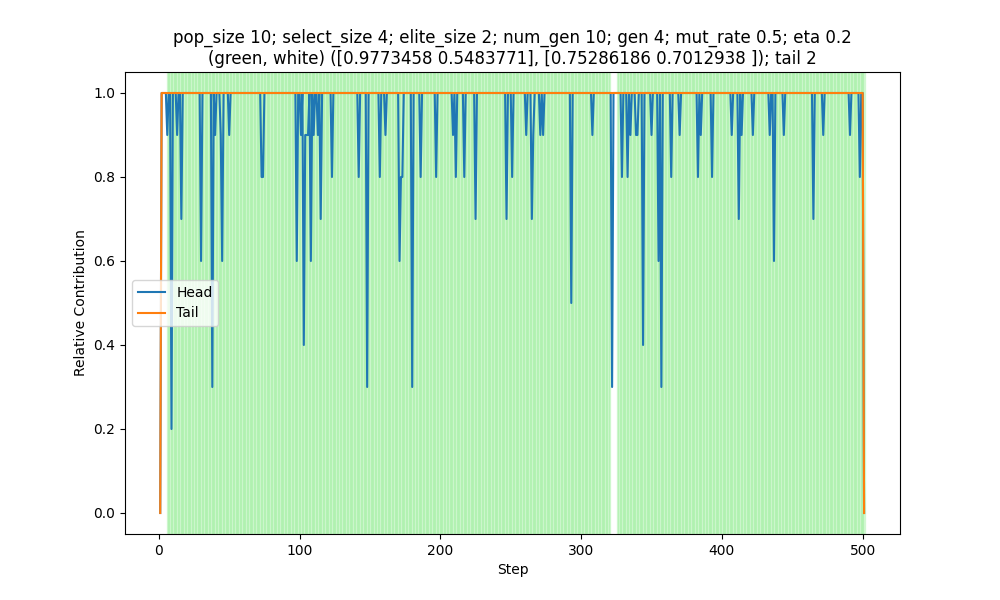 pop_size 10; select_size 4; elite_size 2; num_gen 10; gen 4; mut_rate 0.5; eta 0.2
(green, white) ([0.9773458 0.5483771], [0.75286186 0.7012938 ]); tail 2
1.0
0.8
0.6
0.4
0.2
0.0
Relative Contribution
Head
Tail
0
100
200
300
400
500
Step